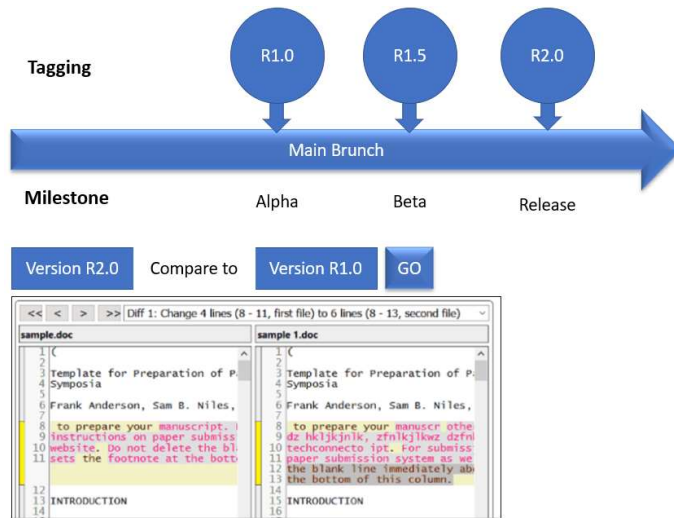 R1.0 R1.5 R2.0
Tagging
Main Brunch
Milestone
Alpha Beta Release
Version R2.0 Compare to Version R1.0 GO
<< < > >> Diff 1: Change 4 lines (8 - 11, first file) to 6 lines (8 - 13, second file)
sample.doc
1 (
2
3 Template for Preparation of
4 Symposia
5
6 Frank Anderson, Sam B. Niles,
7
8 to prepare your manuscript.
9 instructions on paper
10 website. Do not delete the
11 sets the footnote at the
12
13 INTRODUCTION
14
sample 1.doc
1 (
2
3 Template for Preparation of
4 Symposia
5
6 Frank Anderson, Sam B. Niles,
7
8 to prepare your manuscr
9 dz hkljkjnlk, zfnlkjlkwz
10 techconnecto ipt. For
11 paper submission system as
12 the blank line immediately
13 the bottom of this column.
14
15 INTRODUCTION
16